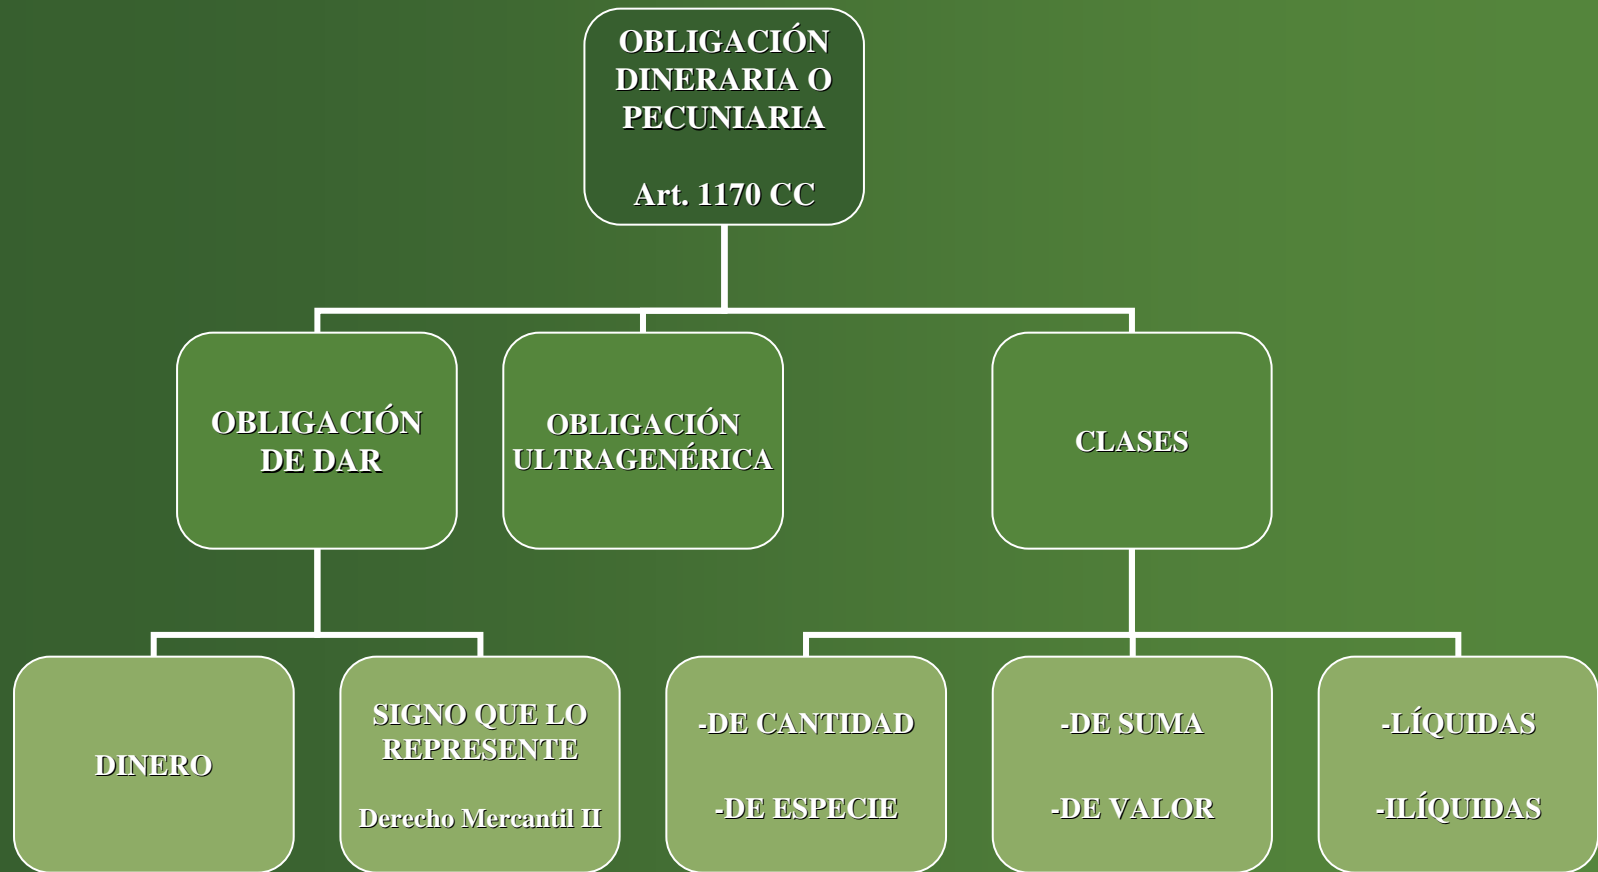 OBLIGACIÓN
DINERARIA O
PECUNIARIA
Art. 1170 CC
OBLIGACIÓN
DE DAR
OBLIGACIÓN
ULTRAGENÉRICA
CLASES
DINERO
SIGNO QUE LO
REPRESENTE
Derecho Mercantil II
-DE CANTIDAD
-DE ESPECIE
-DE SUMA
-DE VALOR
-LÍQUIDAS
-ILÍQUIDAS